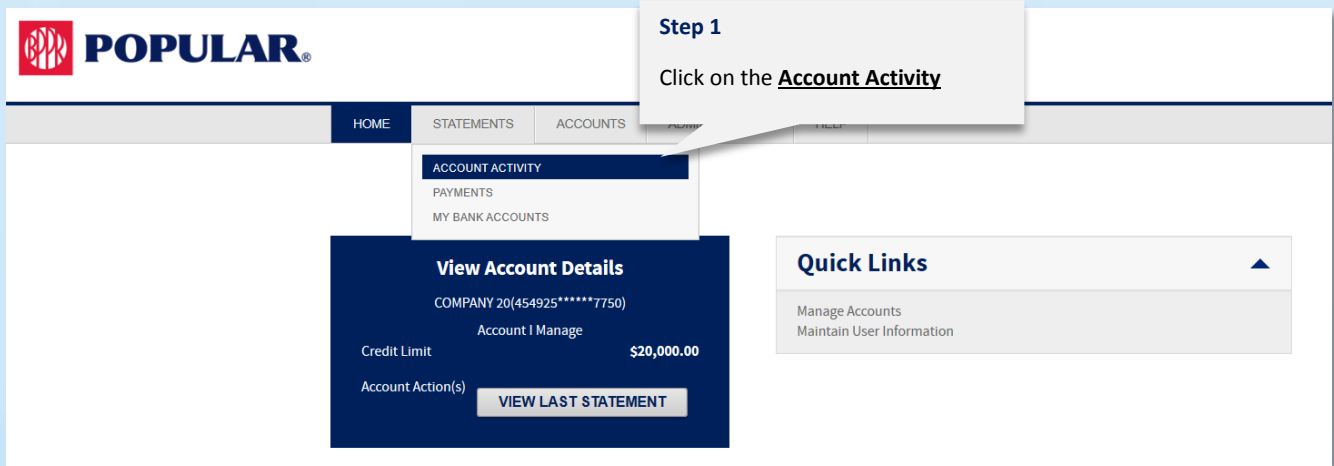 BPPR POPULAR®
Step 1
Click on the Account Activity
HOME STATEMENTS ACCOUNTS HELP
ACCOUNT ACTIVITY
PAYMENTS
MY BANK ACCOUNTS
View Account Details
COMPANY 20(454925******7750)
Account I Manage
Credit Limit $20,000.00
Account Action(s)
VIEW LAST STATEMENT
Quick Links
Manage Accounts
Maintain User Information